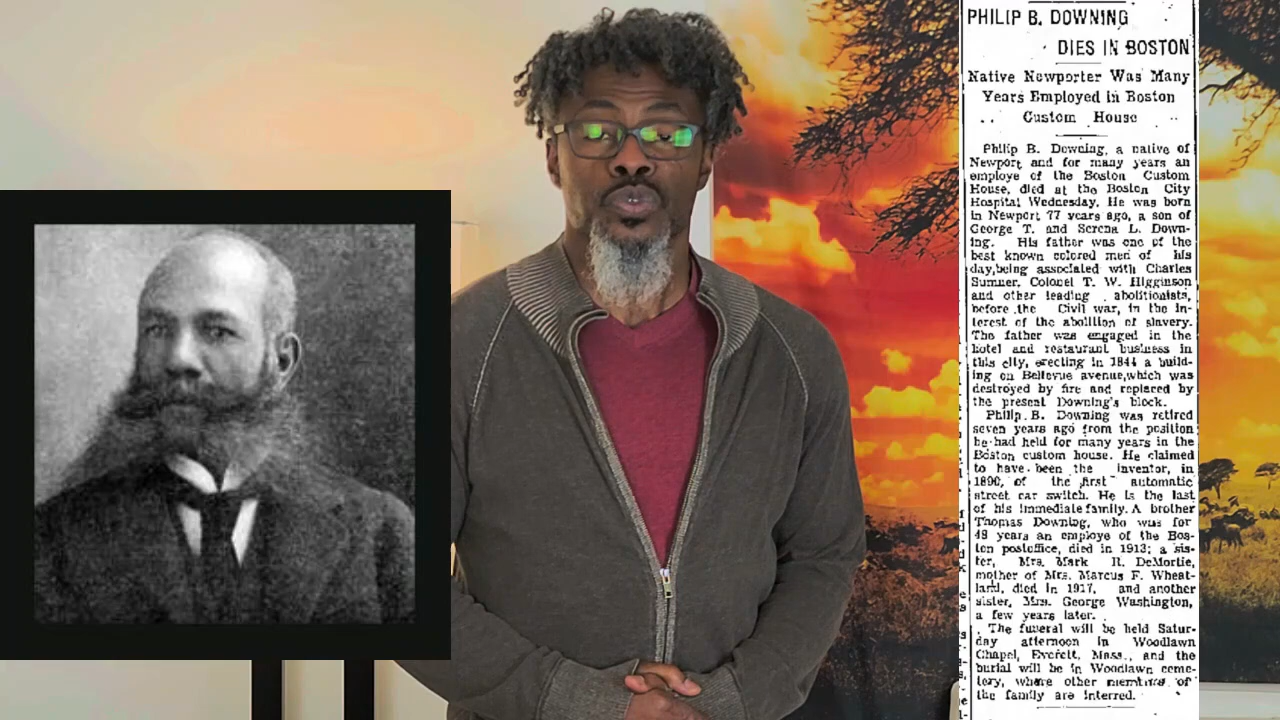 PHILIP B. DOWNING
DIES IN BOSTON
Native Newporter Was Many
Years Employed in Boston
Custom House
Philip B. Downing, a native of
Newport and for many years an
employe of the Boston Custom
House, died at the Boston City
Hospital Wednesday. He was born
in Newport 77 years ago, a son of
George T. and Serena L. Down-
ing. His father was one of the
best known colored men of his
day, being associated with Charles
Sumner, Colonel T. W. Higginson
and other leading abolitionists,
before the Civil war, in the in-
terest of the abolition of slavery.
The father was engaged in the
hotel and restaurant business in
this city, erecting in 1844 a build-
ing on Bellevue avenue, which was
destroyed by fire and replaced by
the present Downing's block.
Philip B. Downing was retired
seven years ago from the position
he had held for many years in the
Boston custom house. He claimed
to have been the inventor, in
1890, of the first automatic
street car switch. He is the last
of his immediate family. A brother
Thomas Downing, who was for
48 years an employe of the Bos-
ton postoffice, died in 1913; a sis-
ter, Mrs. Mark R. DeMortie,
mother of Mrs. Marcus F. Wheat-
land, died in 1917, and another
sister, Mrs. George Washington,
a few years later.
The funeral will be held Satur-
day afternoon in Woodlawn
Chapel, Everett, Mass., and the
burial will be in Woodlawn ceme-
tery, where other members of
the family are interred.